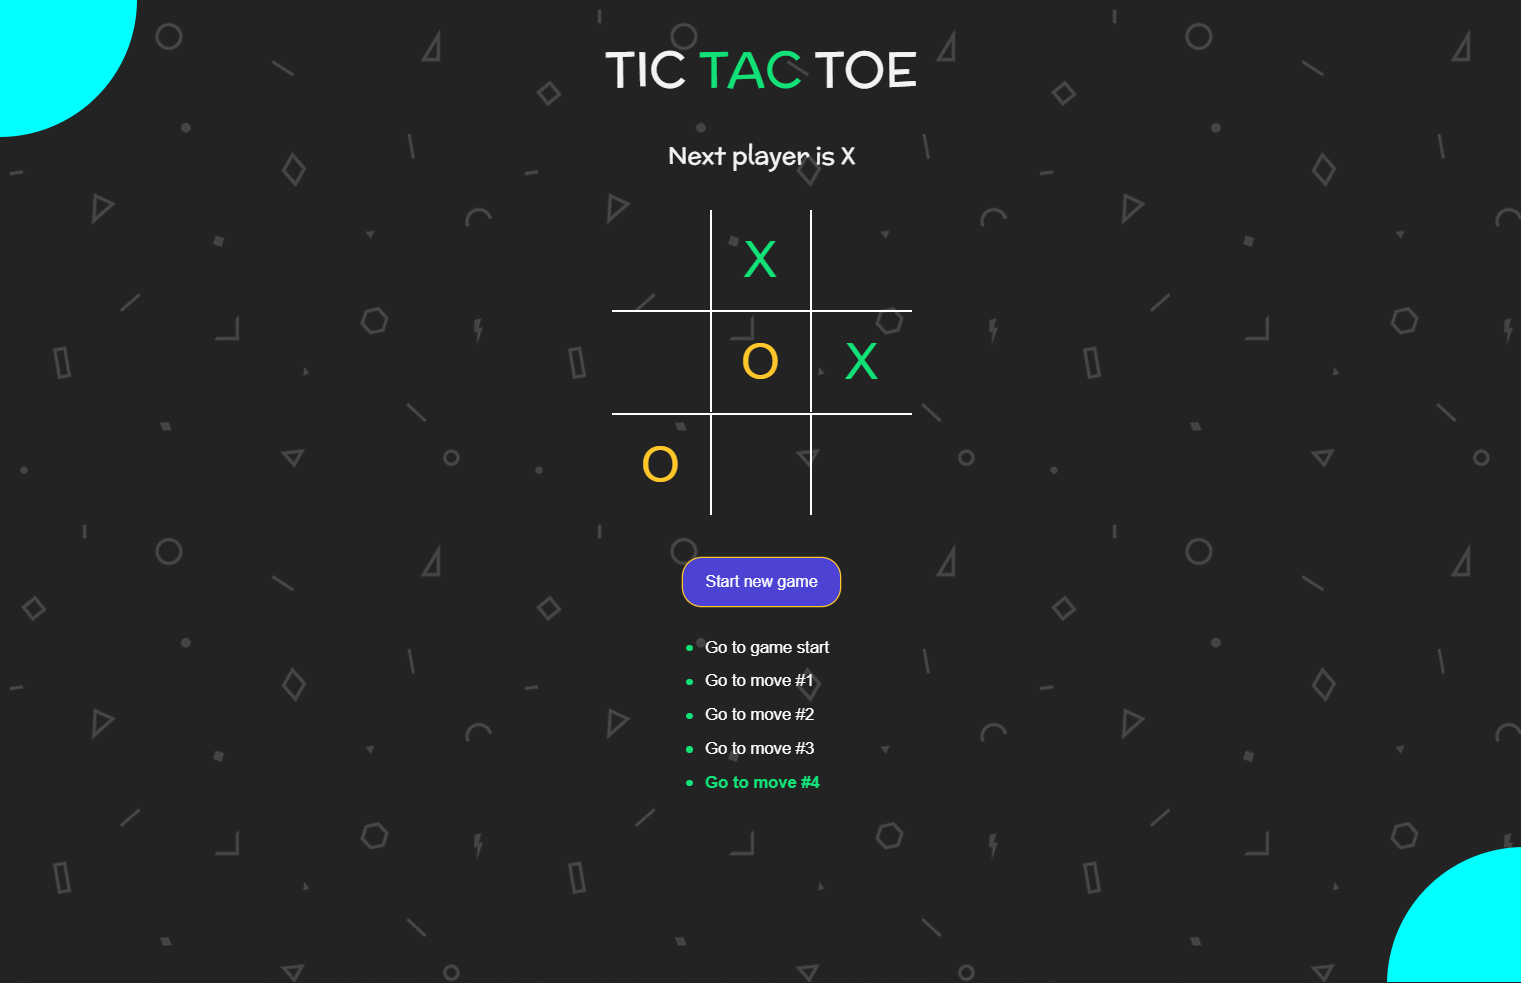 TIC TAC TOE
Next player is X
X
O X
O
Start new game
Go to game start
Go to move #1
Go to move #2
Go to move #3
Go to move #4